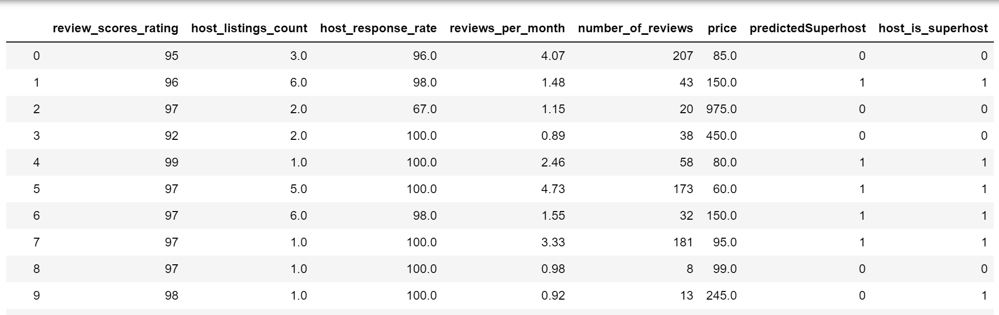 review_scores_rating host_listings_count host_response_rate reviews_per_month number_of_reviews price predictedSuperhost host_is_superhost
0 95 3.0 96.0 4.07 207 85.0 0 0
1 96 6.0 98.0 1.48 43 150.0 1 1
2 97 2.0 67.0 1.15 20 975.0 0 0
3 92 2.0 100.0 0.89 38 450.0 0 0
4 99 1.0 100.0 2.46 58 80.0 1 1
5 97 5.0 100.0 4.73 173 60.0 1 1
6 97 6.0 98.0 1.55 32 150.0 1 1
7 97 1.0 100.0 3.33 181 95.0 1 1
8 97 1.0 100.0 0.98 8 99.0 0 0
9 98 1.0 100.0 0.92 13 245.0 0 1